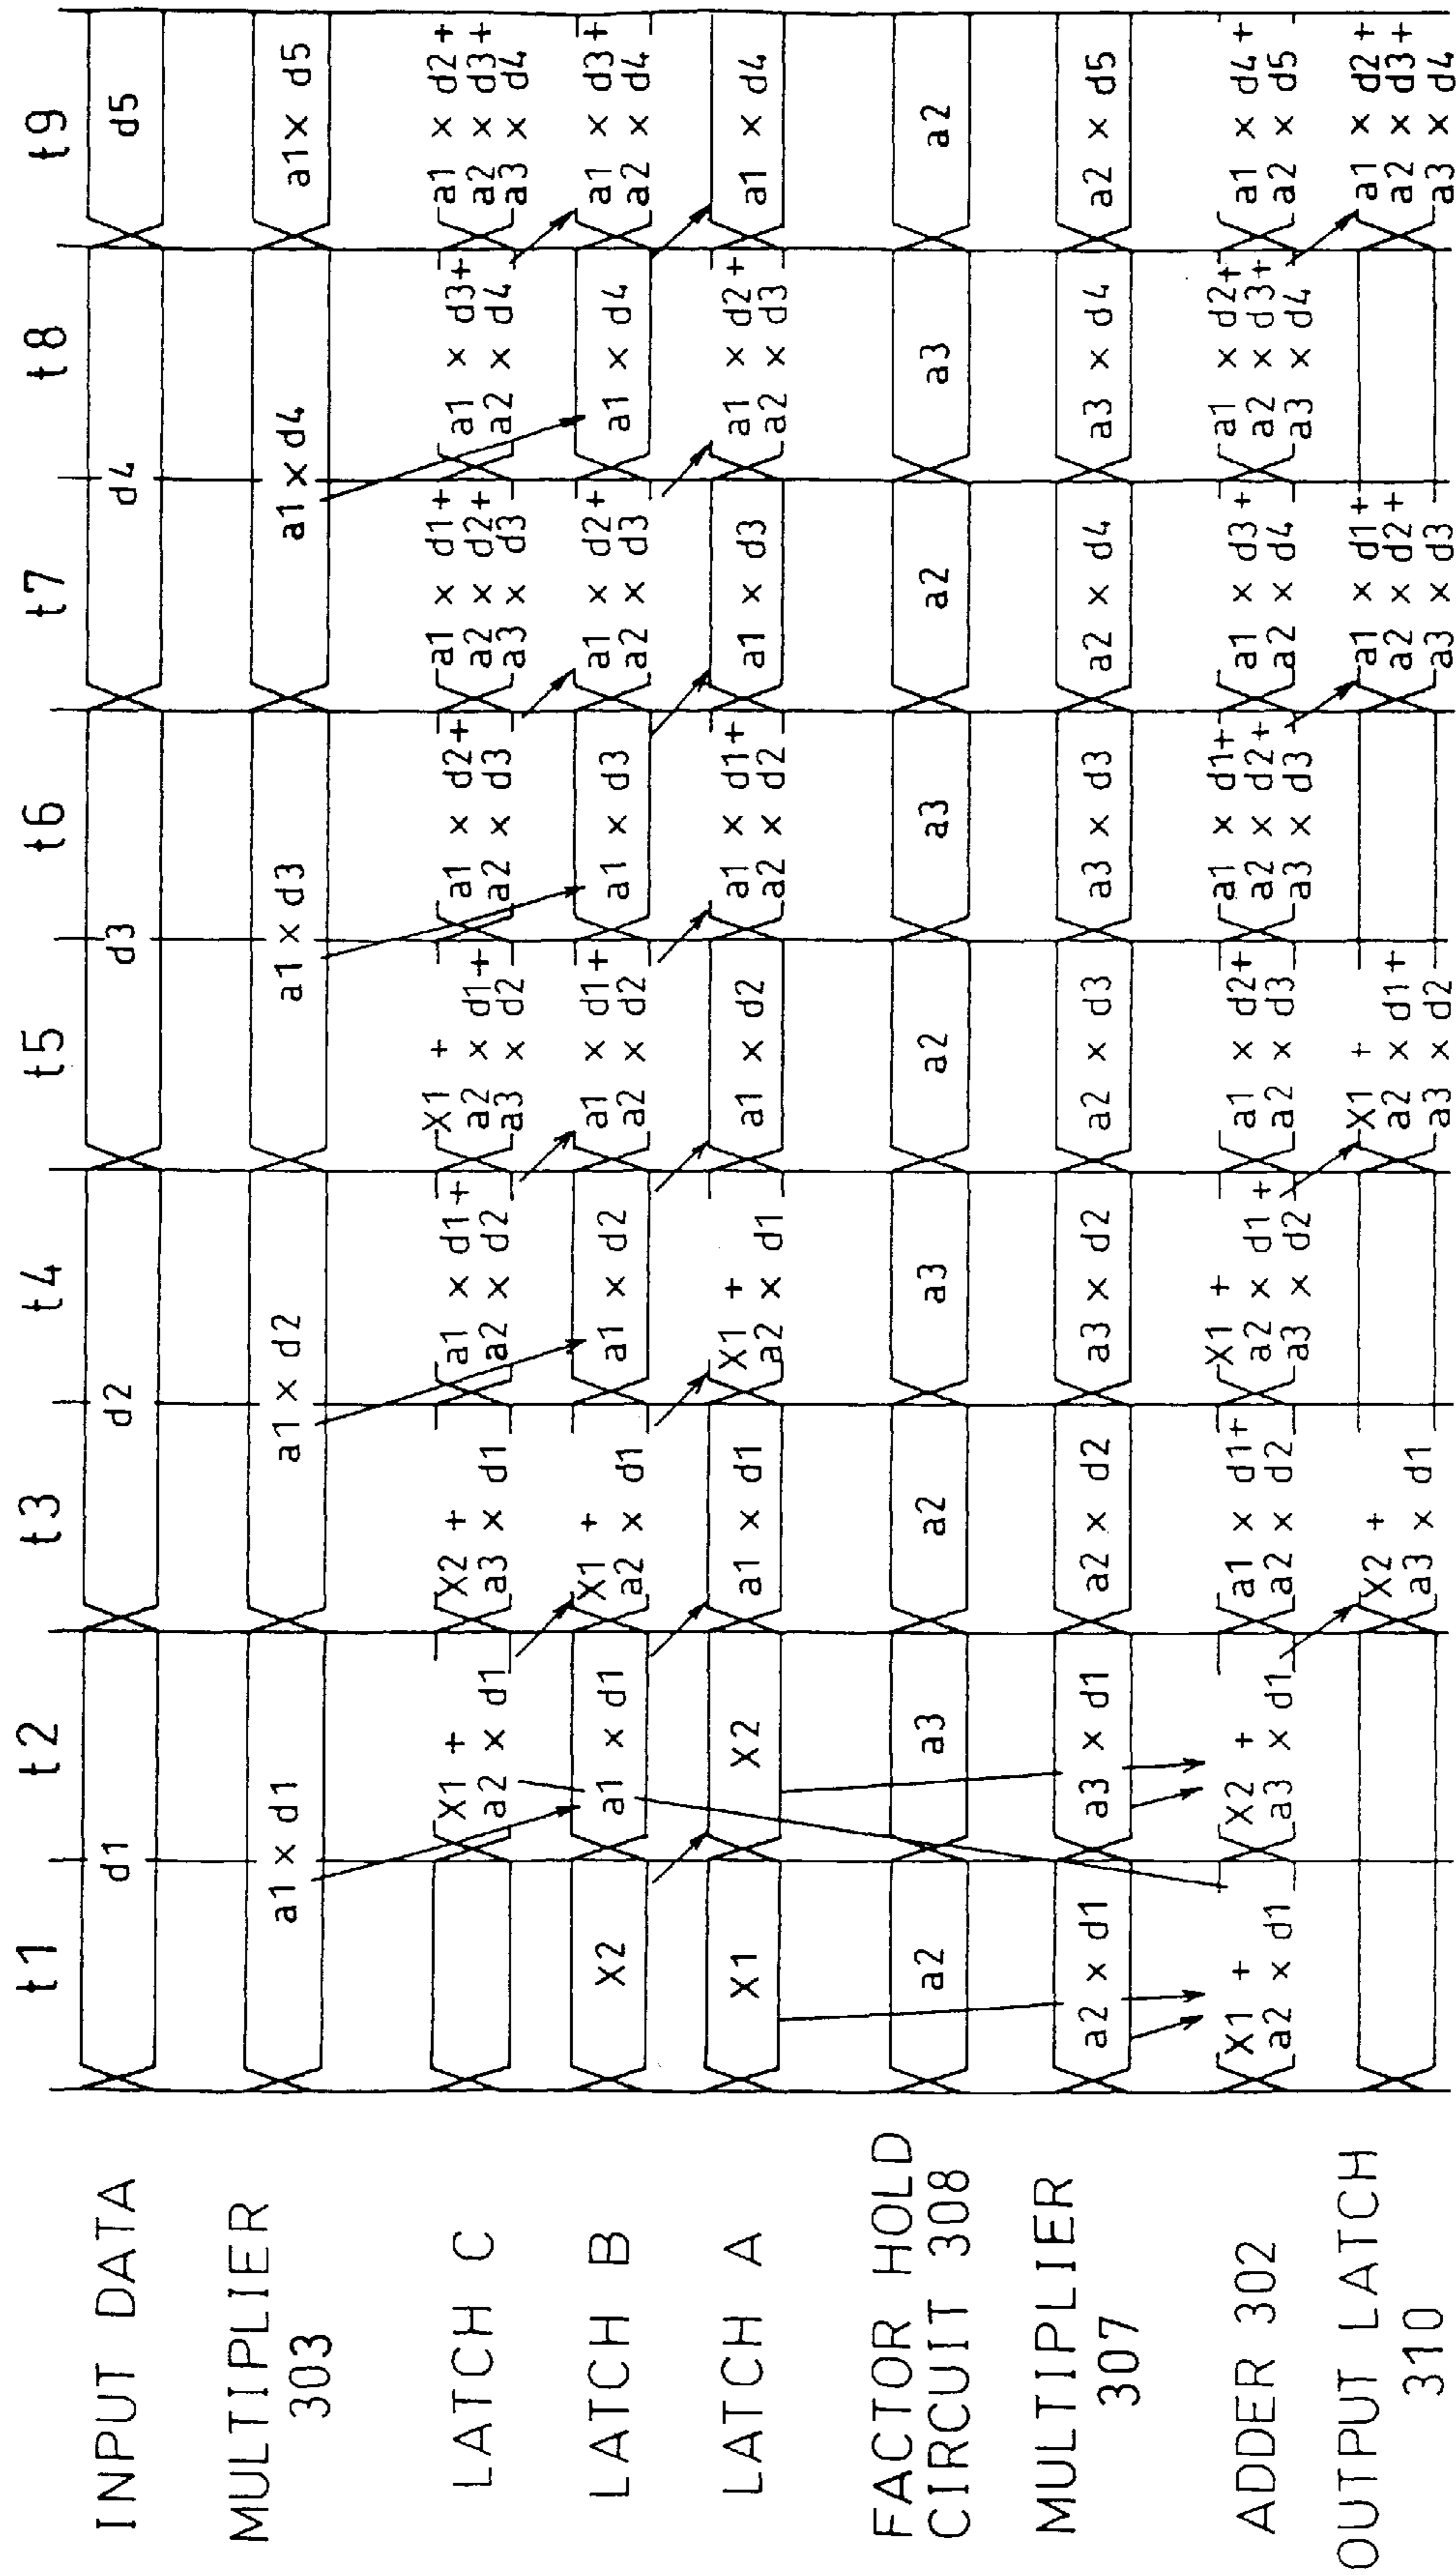 t1 t2 t3 t4 t5 t6 t7 t8 t9
INPUT DATA
d1 d2 d3 d4 d5
MULTIPLIER
303
a1 × d1 a1 × d2 a1 × d3 a1 × d4 a1 × d5
LATCH C
X1 +
a2 × d1
X2 +
a3 × d1
a1 × d1+
a2 × d2
X1 +
a2 × d1+
a3 × d2
a1 × d2+
a2 × d3
a1 × d1+
a2 × d2+
a3 × d3
a1 × d3+
a2 × d4
a1 × d2+
a2 × d3+
a3 × d4
LATCH B
X2
a1 × d1
X1 +
a2 × d1
a1 × d2
a1 × d1+
a2 × d2
a1 × d3
a1 × d2+
a2 × d3
a1 × d4
a1 × d3+
a2 × d4
LATCH A
X1
X2
a1 × d1
X1 +
a2 × d1
a1 × d2
a1 × d1+
a2 × d2
a1 × d3
a1 × d2+
a2 × d3
a1 × d4
FACTOR HOLD
CIRCUIT 308
a2 a3 a2 a3 a2 a3 a2 a3 a2
MULTIPLIER
307
a2 × d1 a3 × d1 a2 × d2 a3 × d2 a2 × d3 a3 × d3 a2 × d4 a3 × d4 a2 × d5
ADDER 302
X1 +
a2 × d1
X2 +
a3 × d1
a1 × d1+
a2 × d2
X1 +
a2 × d1+
a3 × d2
a1 × d2+
a2 × d3
a1 × d1+
a2 × d2+
a3 × d3
a1 × d3+
a2 × d4
a1 × d2+
a2 × d3+
a3 × d4
a1 × d4+
a2 × d5
OUTPUT LATCH
310
X2 +
a3 × d1
X1 +
a2 × d1+
a3 × d2
a1 × d1+
a2 × d2+
a3 × d3
a1 × d2+
a2 × d3+
a3 × d4